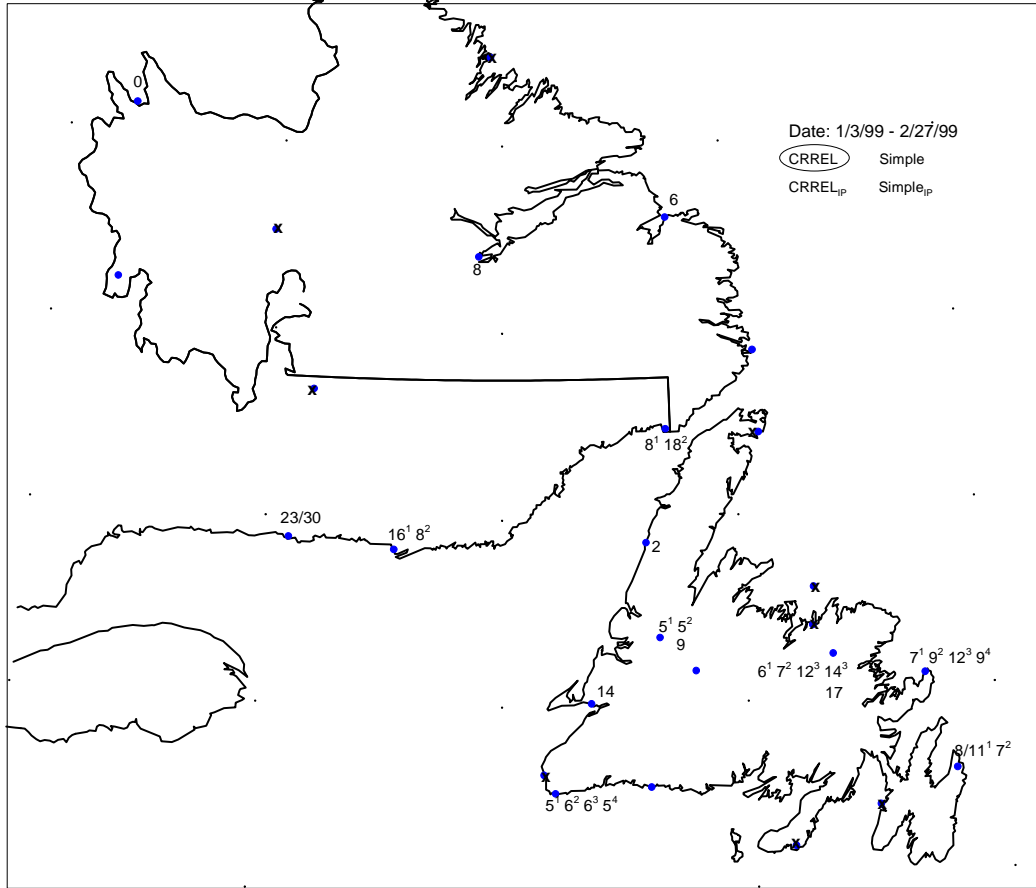 x
0
Date: 1/3/99 - 2/27/99
CRREL Simple
CRREL_IP Simple_IP
6
x
8
x
x
8¹ 18²
23/30
16¹ 8²
2
x
x
5¹ 5²
9
6¹ 7² 12³ 14³
17
7¹ 9² 12³ 9⁴
14
8/11¹ 7²
x
5¹ 6² 6³ 5⁴
x
x